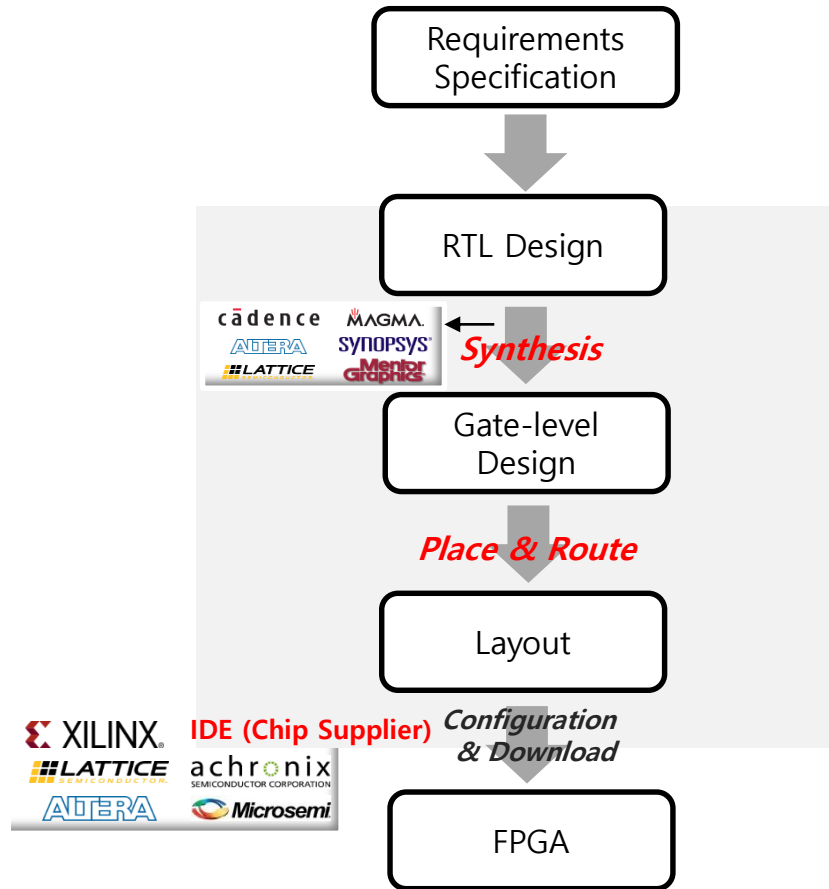 Requirements
Specification
RTL Design
cādence
MAGMA.
ALTERA
SYNOPSYS®
LATTICE
SEMICONDUCTOR
Mentor
Graphics®
Synthesis
Gate-level
Design
Place & Route
Layout
XILINX®
IDE (Chip Supplier)
Configuration
& Download
LATTICE
SEMICONDUCTOR.
achronix
SEMICONDUCTOR CORPORATION
ALTERA
Microsemi
FPGA